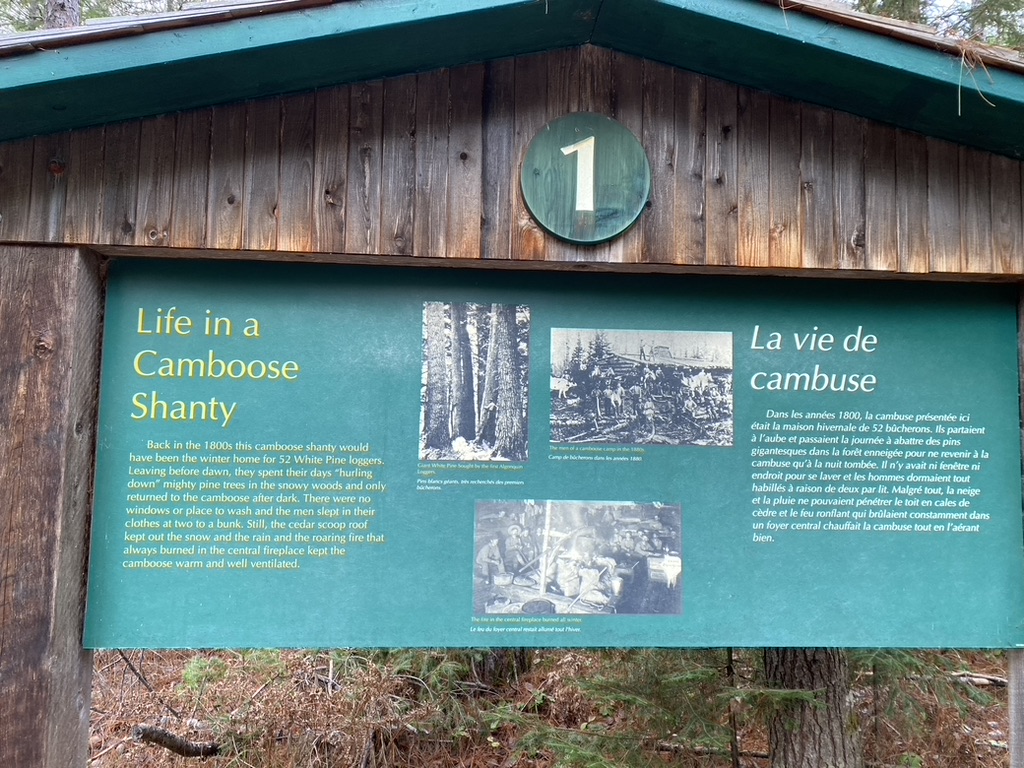 1
Life in a
Camboose
Shanty
Back in the 1800s this camboose shanty would
have been the winter home for 52 White Pine loggers.
Leaving before dawn, they spent their days "hurling
down" mighty pine trees in the snowy woods and only
returned to the camboose after dark. There were no
windows or place to wash and the men slept in their
clothes at two to a bunk. Still, the cedar scoop roof
kept out the snow and the rain and the roaring fire that
always burned in the central fireplace kept the
camboose warm and well ventilated.
Giant White Pine sought by the first Algonquin
loggers.
Pins blancs géants, très recherchés des premiers
bûcherons.
The men of a camboose camp in the 1880s.
Camp de bûcherons dans les années 1880.
The fire in the central fireplace burned all winter.
Le feu du foyer central restait allumé tout l'hiver.
La vie de
cambuse
Dans les années 1800, la cambuse présentée ici
était la maison hivernale de 52 bûcherons. Ils partaient
à l'aube et passaient la journée à abattre des pins
gigantesques dans la forêt enneigée pour ne revenir à la
cambuse qu'à la nuit tombée. Il n'y avait ni fenêtre ni
endroit pour se laver et les hommes dormaient tout
habillés à raison de deux par lit. Malgré tout, la neige
et la pluie ne pouvaient pénétrer le toit en cales de
cèdre et le feu ronflant qui brûlaient constamment dans
un foyer central chauffait la cambuse tout en l'aérant
bien.